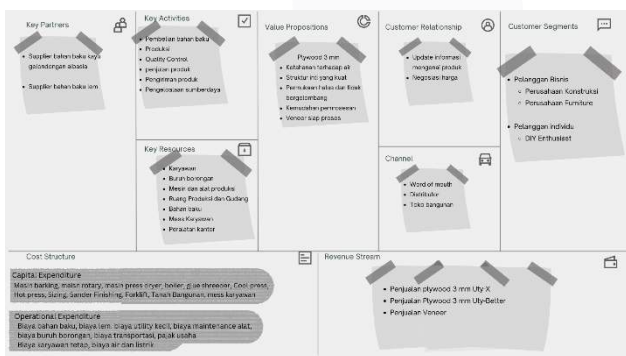 Key Partners
• Supplier bahan baku kayu
gelondongan albasia
• Supplier bahan baku lem
Key Activities
• Pembelian bahan baku
• Produksi
• Quality Control
• penjualan produk
• Pengiriman produk
• Pengelolaan sumberdaya
Key Resources
• Karyawan
• Buruh borongan
• Mesin dan alat produksi
• Ruang Produksi dan Gudang
• Bahan baku
• Mess Karyawan
• Peralatan kantor
Value Propositions
Plywood 3 mm
• Ketahanan terhadap air
• Struktur inti yang kuat
• Permukaan halus dan tidak
bergelombang
• Kemudahan pemrosesan
• Veneer siap proses
Customer Relationship
• Update informasi
mengenai produk
• Negosiasi harga
Channel
• Word of mouth
• Distributor
• Toko bangunan
Customer Segments
• Pelanggan Bisnis
○ Perusahaan Konstruksi
○ Perusahaan Furniture
• Pelanggan individu
○ DIY Enthusiast
Cost Structure
Capital Expenditure
Mesin barking, mesin rotary, mesin press dryer, boiler, glue spreader, Cool press,
Hot press, Sizing, Sander Finishing, Forklift, Tanah Bangunan, mess karyawan
Operational Expenditure
Biaya bahan baku, biaya lem, biaya utility kecil, biaya maintenance alat,
biaya buruh borongan, biaya transportasi, pajak usaha
Biaya karyawan tetap, biaya air dan listrik
Revenue Stream
• Penjualan plywood 3 mm Uty-X
• Penjualan Plywood 3 mm Uty-Better
• Penjualan Veneer